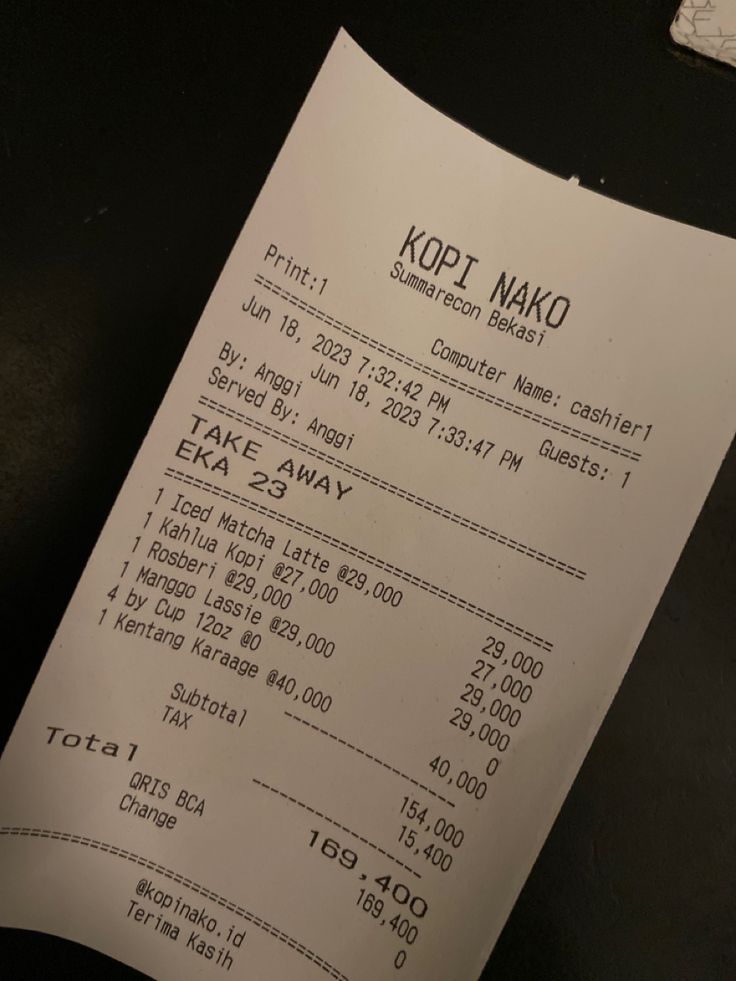 KOPI NAKO
Summarecon Bekasi
Print:1 Computer Name: cashier1
Jun 18, 2023 7:32:42 PM
Jun 18, 2023 7:33:47 PM
By: Anggi Guests: 1
Served By: Anggi
TAKE AWAY
EKA 23
1 Iced Matcha Latte @29,000 29,000
1 Kahlua Kopi @27,000 27,000
1 Rosberi @29,000 29,000
1 Manggo Lassie @29,000 29,000
4 by Cup 12oz @0 0
1 Kentang Karaage @40,000 40,000
Subtotal 154,000
TAX 15,400
Total 169,400
QRIS BCA 169,400
Change 0
@kopinako.id
Terima Kasih